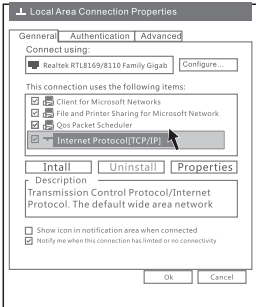 Local Area Connection Properties
Genneral Authentication Advanced
Connect using:
Realtek RTL8169/8110 Family Gigab Configure...
This connection uses the following items:
Client for Microsoft Networks
File and Printer Sharing for Microsoft Network
Qos Packet Scheduler
Internet Protocol[TCP/IP]
Intall Uninstall Properties
Description
Transmission Control Protocol/Internet
Protocol. The default wide area network
Show icon in notification area when connected
Notify me when this connection has limted or no connectivity
Ok Cancel